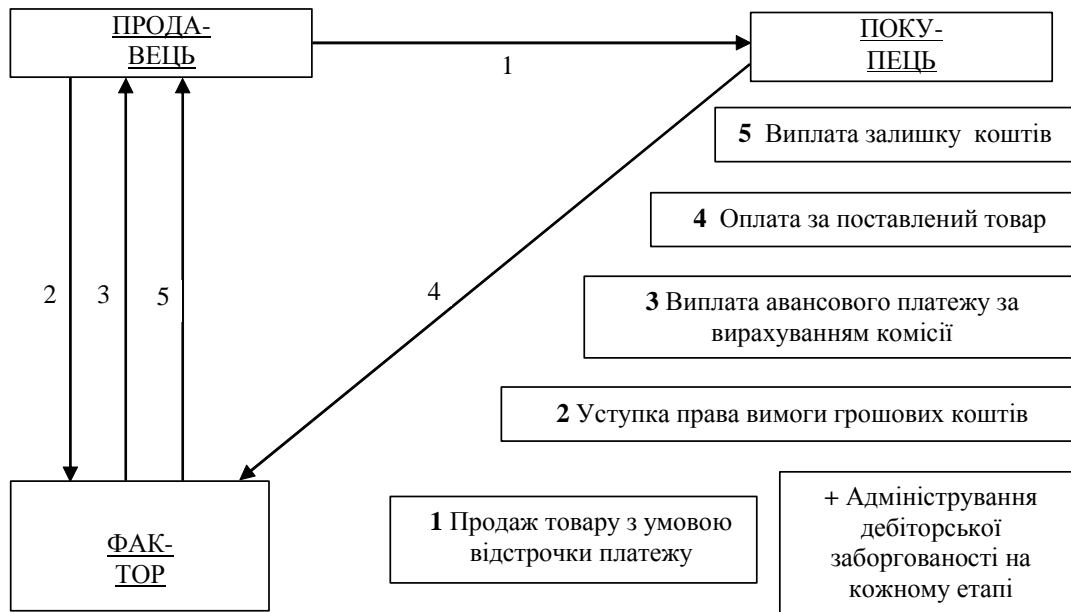 ПРОДА-
ВЕЦЬ
ПОКУ-
ПЕЦЬ
1
5 Виплата залишку коштів
4 Оплата за поставлений товар
2
3
5
4
3 Виплата авансового платежу за
вирахуванням комісії
2 Уступка права вимоги грошових коштів
ФАК-
ТОР
1 Продаж товару з умовою
відстрочки платежу
+ Адміністрування
дебіторської
заборгованості на
кожному етапі